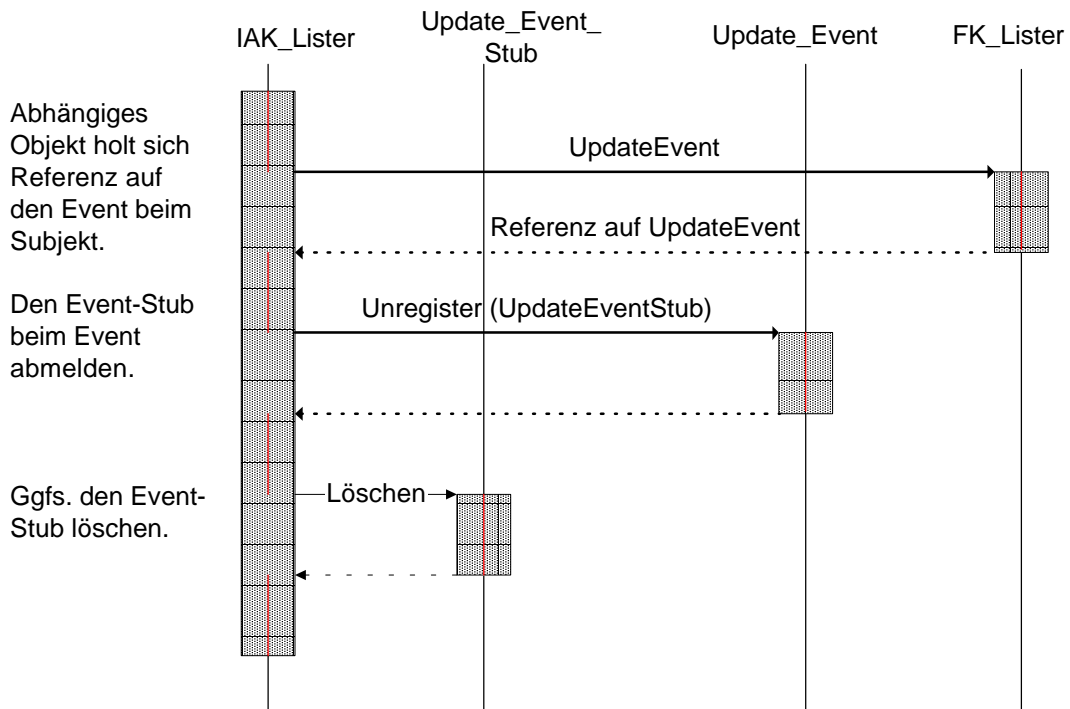 IAK_Lister
Update_Event_
Stub
Update_Event
FK_Lister
Abhängiges
Objekt holt sich
Referenz auf
den Event beim
Subjekt.
UpdateEvent
Referenz auf UpdateEvent
Den Event-Stub
beim Event
abmelden.
Unregister (UpdateEventStub)
Ggfs. den Event-
Stub löschen.
Löschen